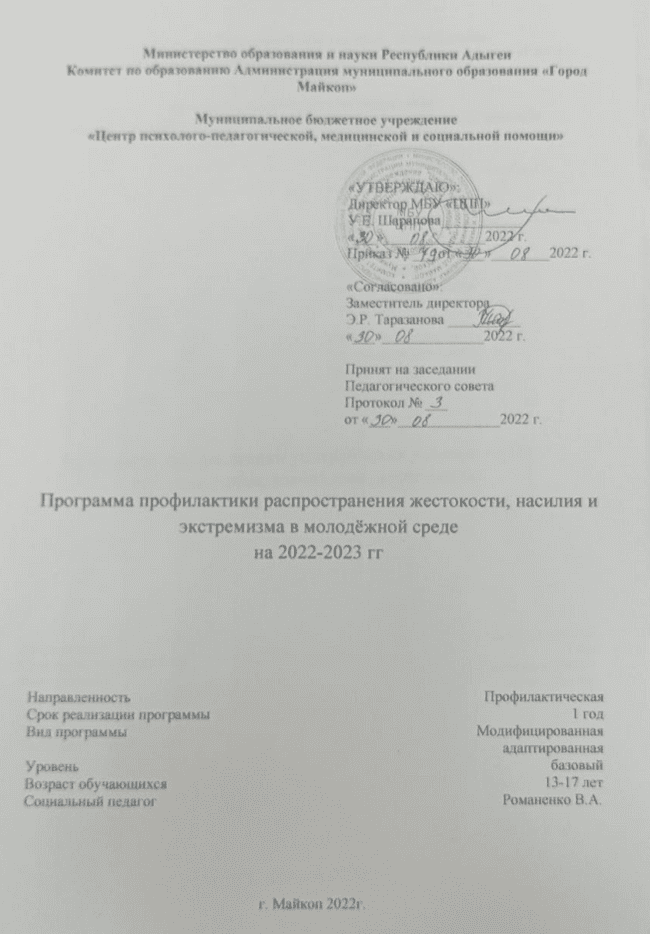 Министерство образования и науки Республики Адыгея
Комитет по образованию Администрация муниципального образования «Город
Майкоп»
Муниципальное бюджетное учреждение
«Центр психолого-педагогической, медицинской и социальной помощи»
«УТВЕРЖДАЮ»:
Директор МБУ «ЦПП»
У.Е. Шарапова
«30» 08 2022 г.
Приказ № 79 от «30» 08 2022 г.
«Согласовано»:
Заместитель директора
Э.Р. Таразанова
«30» 08 2022 г.
Принят на заседании
Педагогического совета
Протокол № 3
от «30» 08 2022 г.
Программа профилактики распространения жестокости, насилия и
экстремизма в молодёжной среде
на 2022-2023 гг
Направленность Профилактическая
Срок реализации программы 1 год
Вид программы Модифицированная
адаптированная
Уровень базовый
Возраст обучающихся 13-17 лет
Социальный педагог Романенко В.А.
г. Майкоп 2022г.